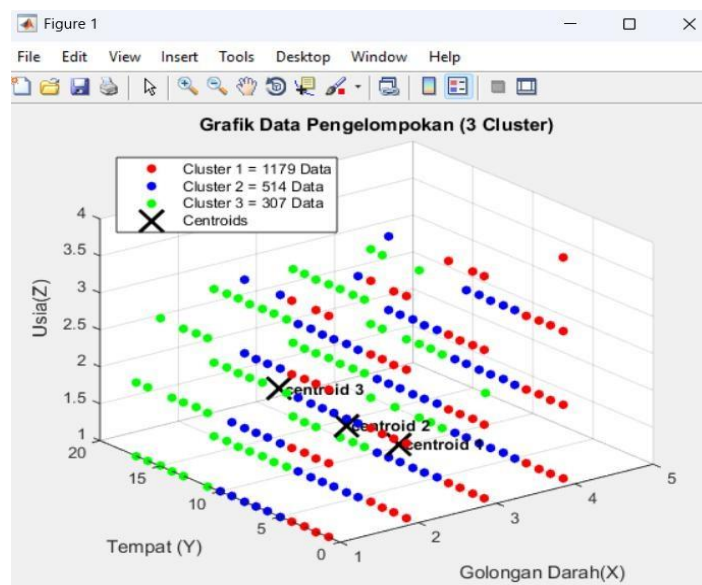 Figure 1
File Edit View Insert Tools Desktop Window Help
Grafik Data Pengelompokan (3 Cluster)
Cluster 1 = 1179 Data
Cluster 2 = 514 Data
Cluster 3 = 307 Data
Centroids
4
3.5
3
2.5
2
1.5
1
Usia(Z)
centroid 3
centroid 2
centroid 1
20
15
10
5
0
Tempat (Y)
1
2
3
4
5
Golongan Darah(X)